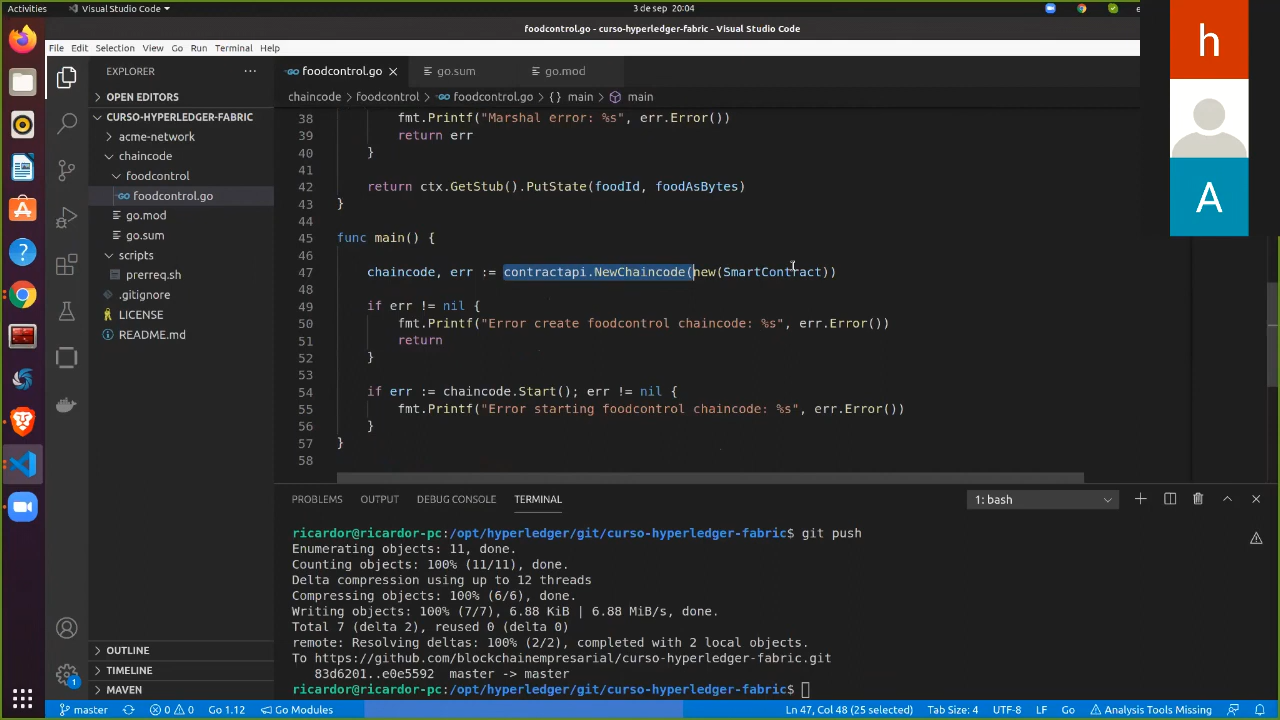 Activities
Visual Studio Code
3 de sep 20:04
foodcontrol.go - curso-hyperledger-fabric - Visual Studio Code
File Edit Selection View Go Run Terminal Help
EXPLORER
OPEN EDITORS
CURSO-HYPERLEDGER-FABRIC
acme-network
chaincode
foodcontrol
foodcontrol.go
go.mod
go.sum
scripts
prerreq.sh
.gitignore
LICENSE
README.md
OUTLINE
TIMELINE
MAVEN
foodcontrol.go go.sum go.mod
chaincode > foodcontrol > foodcontrol.go > {} main > main
38 fmt.Printf("Marshal error: %s", err.Error())
39 return err
40 }
41
42 return ctx.GetStub().PutState(foodId, foodAsBytes)
43 }
44
45 func main() {
46
47 chaincode, err := contractapi.NewChaincode(new(SmartContract))
48
49 if err != nil {
50 fmt.Printf("Error create foodcontrol chaincode: %s", err.Error())
51 return
52 }
53
54 if err := chaincode.Start(); err != nil {
55 fmt.Printf("Error starting foodcontrol chaincode: %s", err.Error())
56 }
57 }
58
PROBLEMS OUTPUT DEBUG CONSOLE TERMINAL
1: bash
ricardor@ricardor-pc:/opt/hyperledger/git/curso-hyperledger-fabric$ git push
Enumerating objects: 11, done.
Counting objects: 100% (11/11), done.
Delta compression using up to 12 threads
Compressing objects: 100% (6/6), done.
Writing objects: 100% (7/7), 6.88 KiB | 6.88 MiB/s, done.
Total 7 (delta 2), reused 0 (delta 0)
remote: Resolving deltas: 100% (2/2), completed with 2 local objects.
To https://github.com/blockchainempresarial/curso-hyperledger-fabric.git
83d6201..e0e5592 master -> master
ricardor@ricardor-pc:/opt/hyperledger/git/curso-hyperledger-fabric$
1
master 0 0 Go 1.12 Go Modules Ln 47, Col 48 (25 selected) Tab Size: 4 UTF-8 LF Go Analysis Tools Missing
h
A